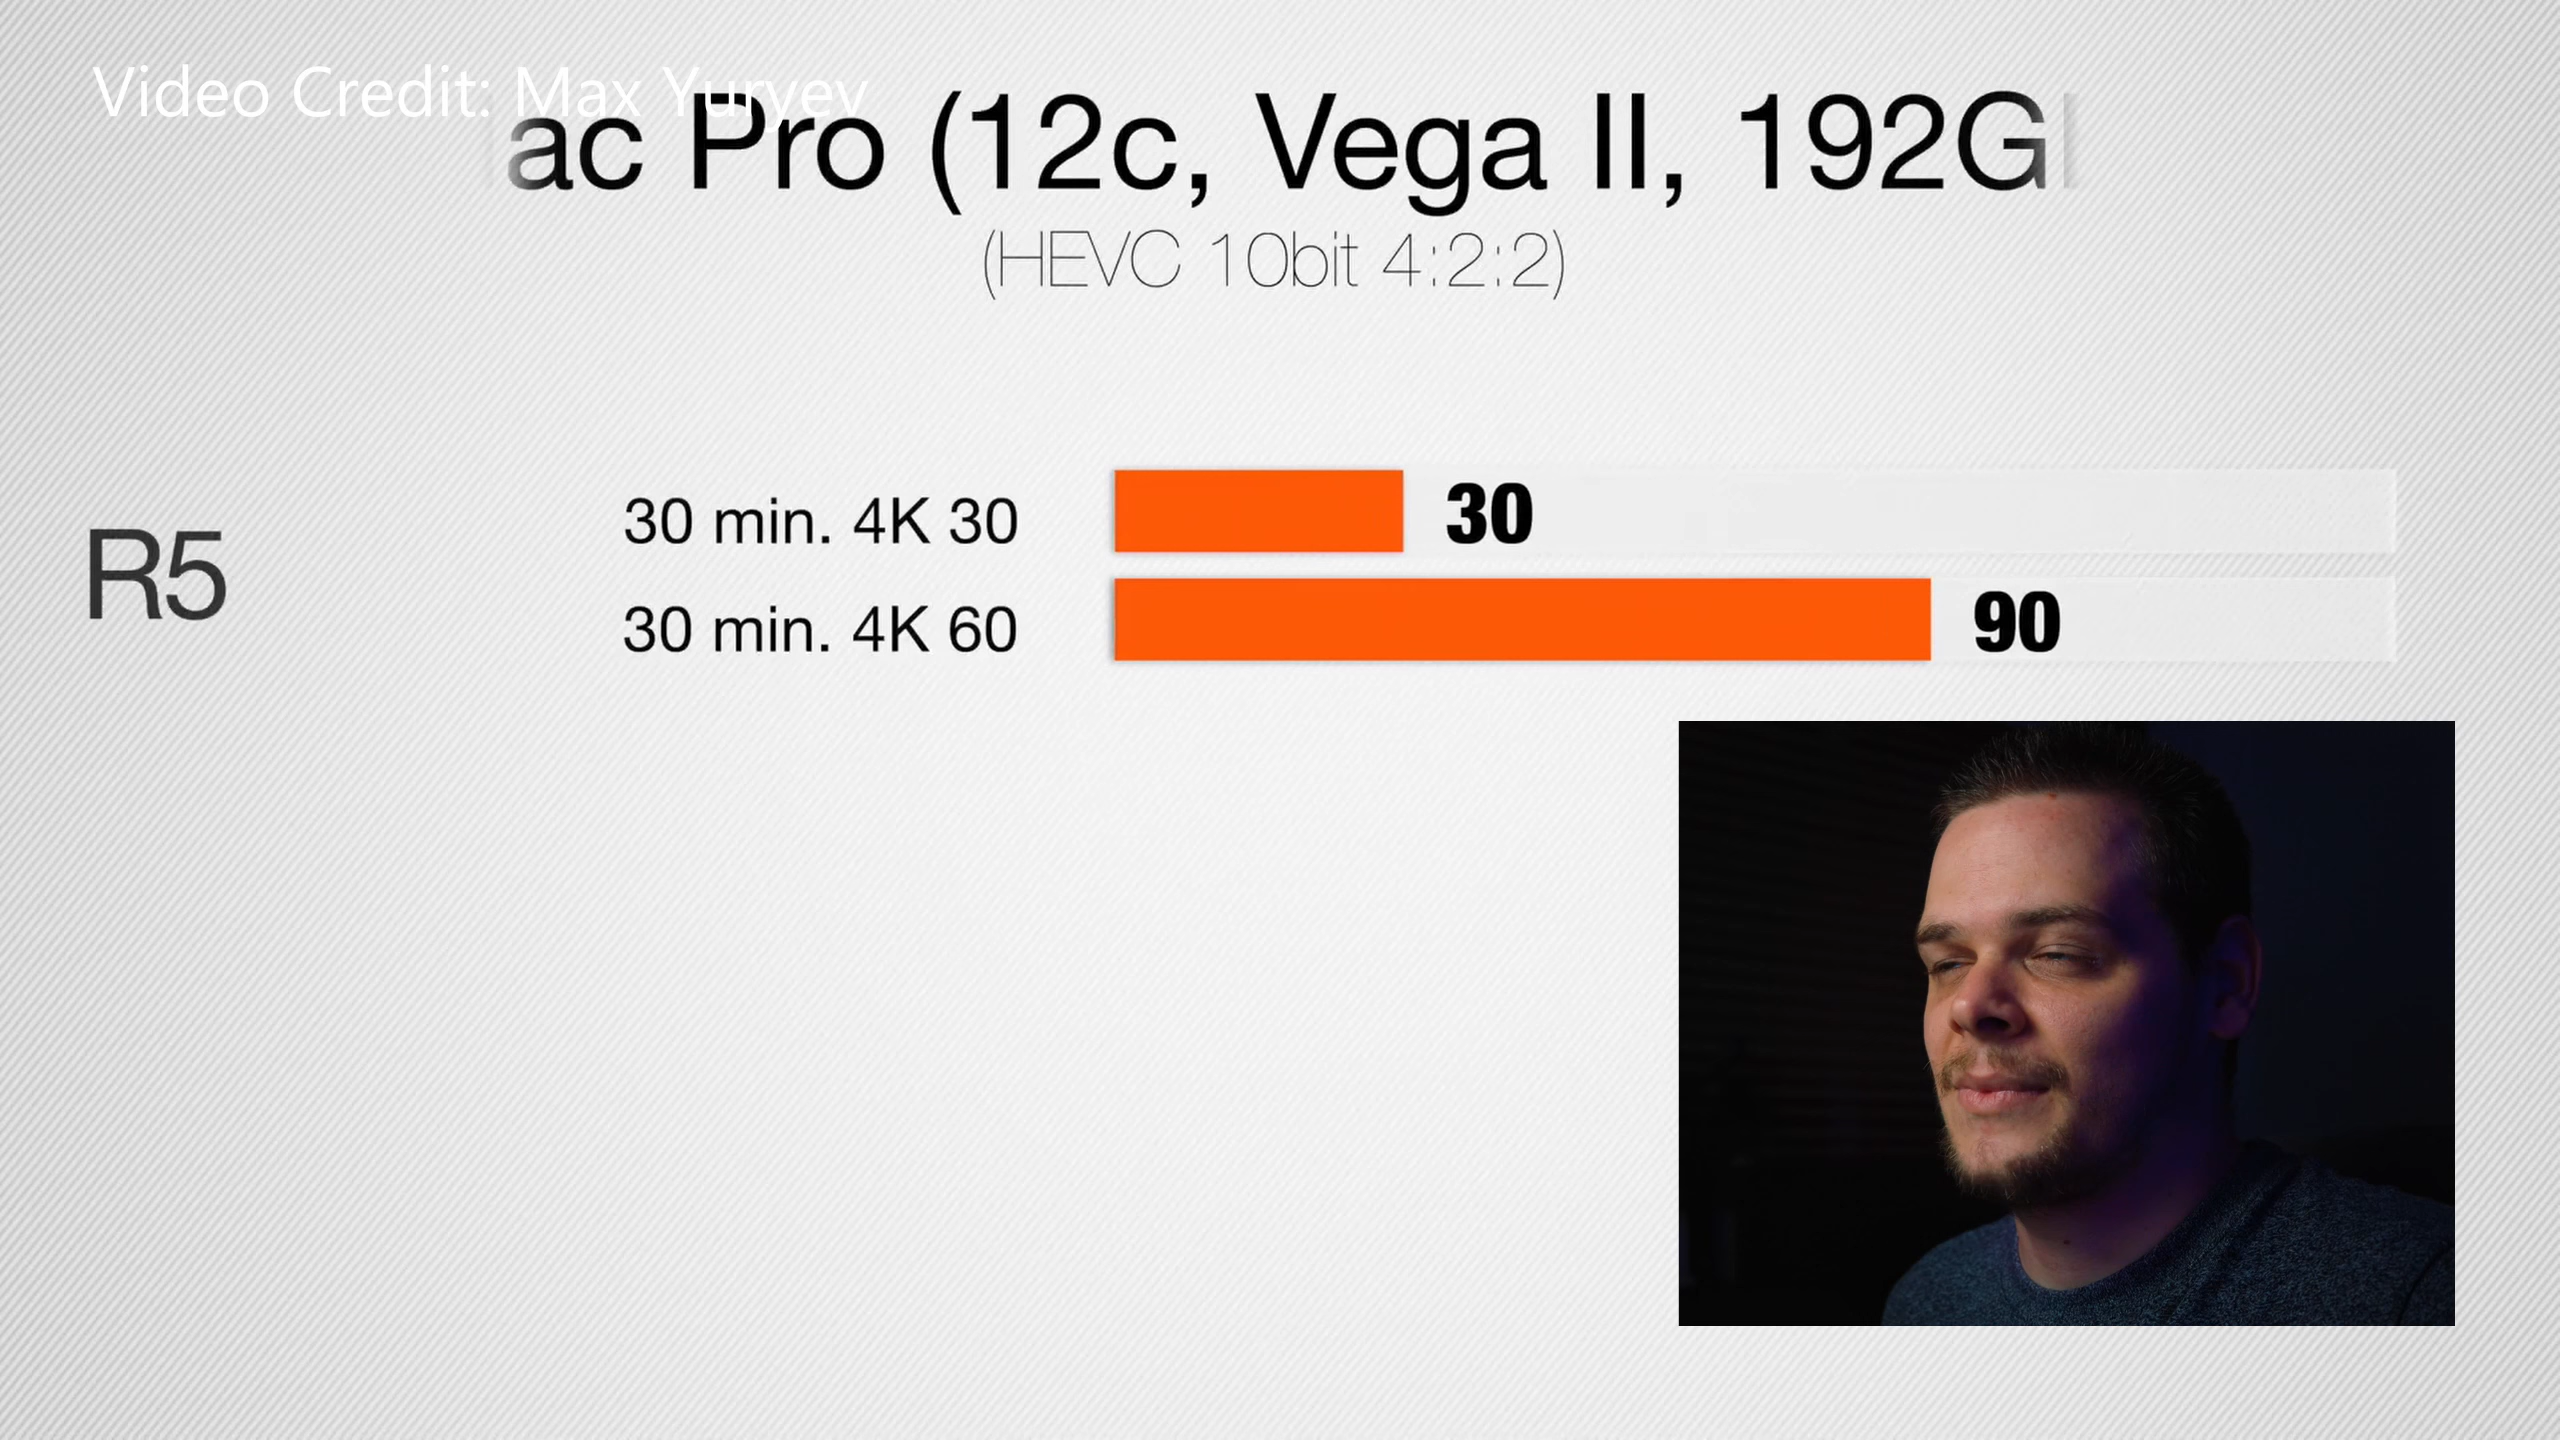 Video Credit: Max Yuryev
ac Pro (12c, Vega II, 192G
(HEVC 10bit 4:2:2)
R5
30 min. 4K 30
30
30 min. 4K 60
90